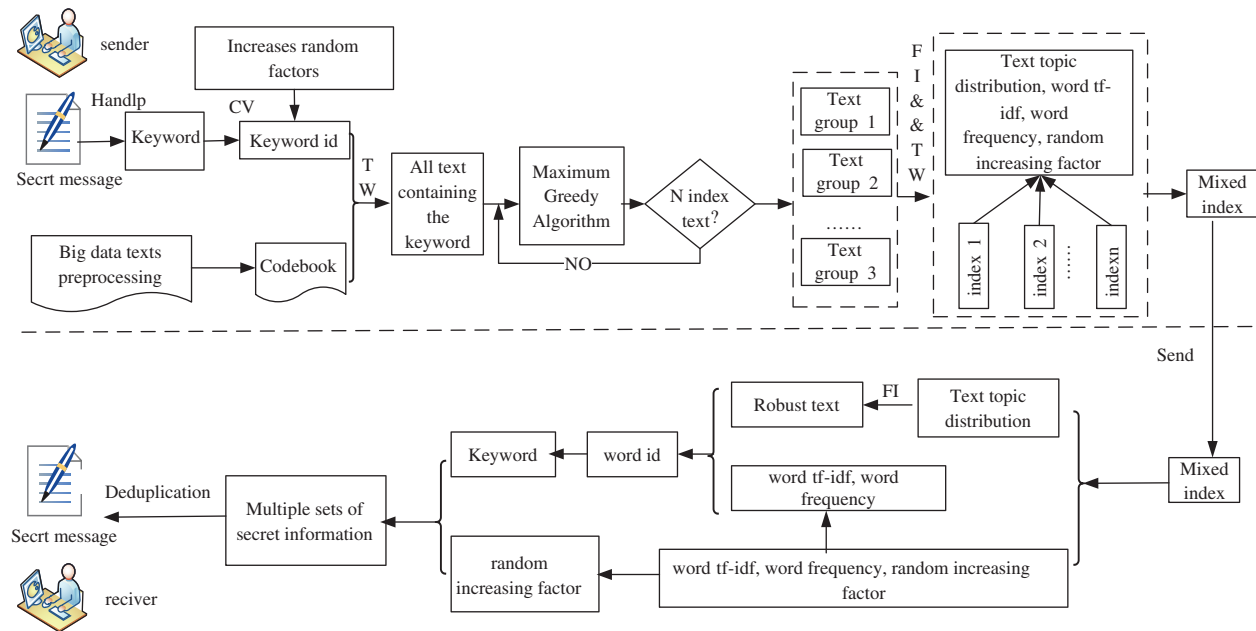 sender
Increases random
factors
Handlp
CV
Keyword
Keyword id
Secrt message
Big data texts
preprocessing
Codebook
T
W
All text
containing
the
keyword
Maximum
Greedy
Algorithm
N index
text?
NO
Text
group 1
Text
group 2
......
Text
group 3
F
I
&
&
T
W
Text topic
distribution, word tf-
idf, word
frequency, random
increasing factor
index 1
index 2
......
indexn
Mixed
index
Send
Mixed
index
Text topic
distribution
FI
Robust text
word tf-idf, word
frequency
word tf-idf, word frequency, random increasing
factor
word id
Keyword
random
increasing factor
Multiple sets of
secret information
Deduplication
Secrt message
reciver